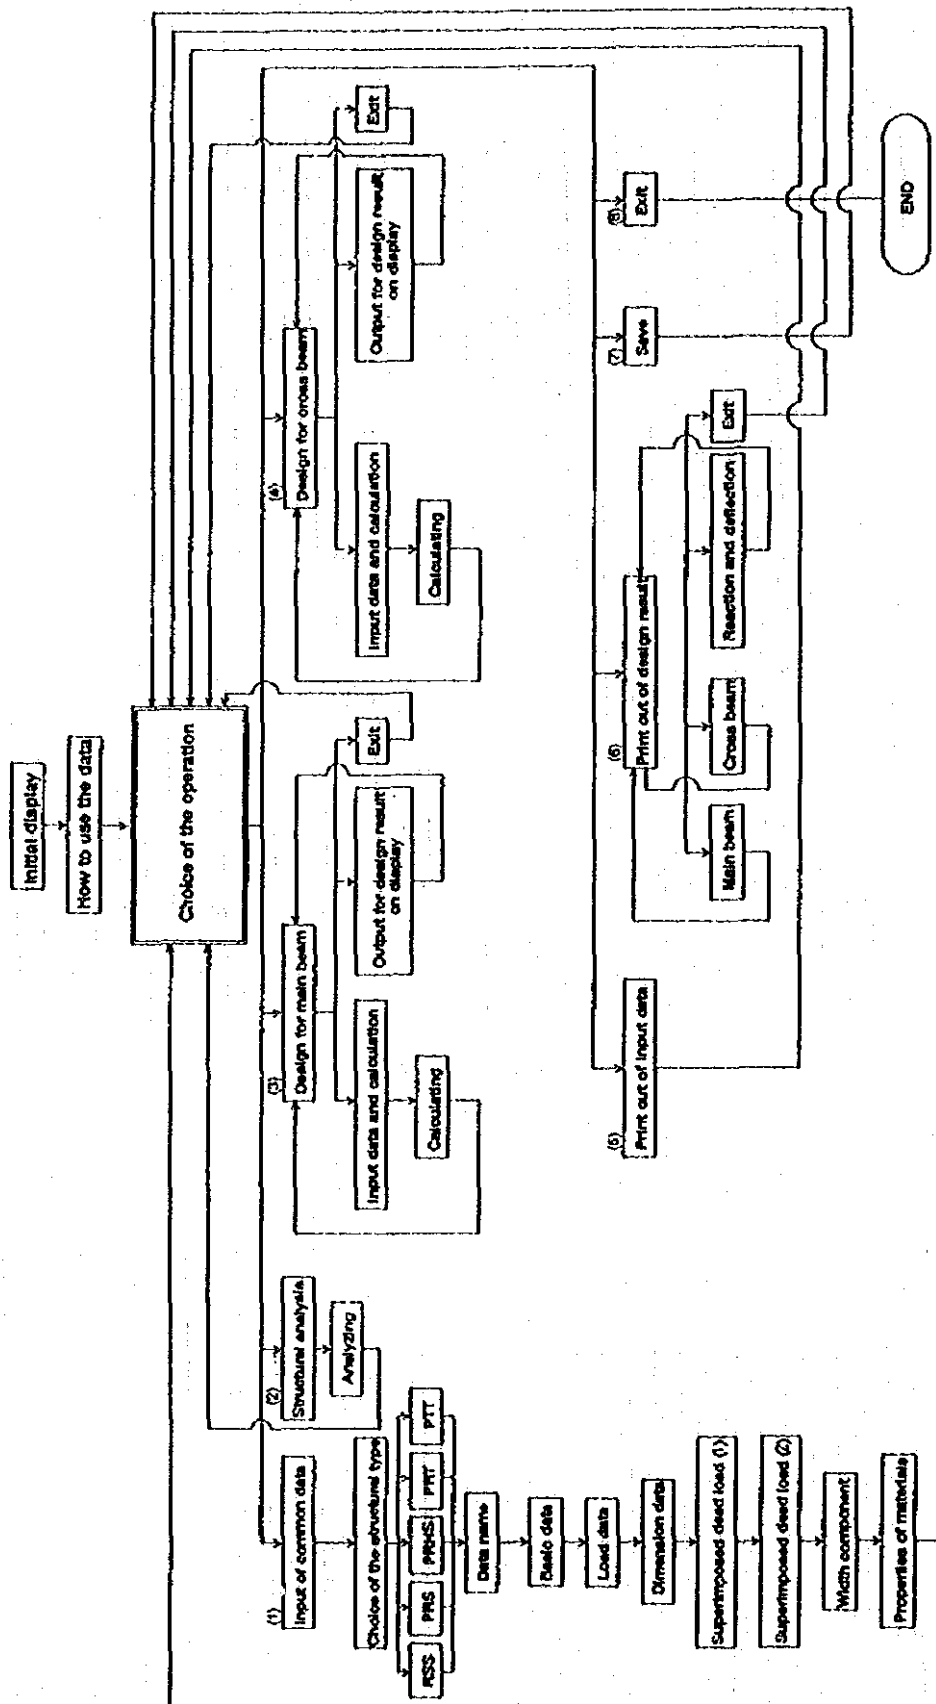 Initial display
How to use the data
Choice of the operation
(1)
Input of common data
Choice of the structural type
RSS
PRS
PRHS
PRT
PTT
Data name
Basic data
Load data
Dimension data
Superimposed dead load (1)
Superimposed dead load (2)
Width component
Properties of materials
(2)
Structural analysis
Analyzing
(3)
Design for main beam
Input data and calculation
Calculating
Output for design result
on display
Exit
(4)
Design for cross beam
Input data and calculation
Calculating
Output for design result
on display
Exit
(5)
Print out of input data
(6)
Print out of design result
Main beam
Cross beam
Reaction and deflection
Exit
(7)
Save
(8)
Exit
END